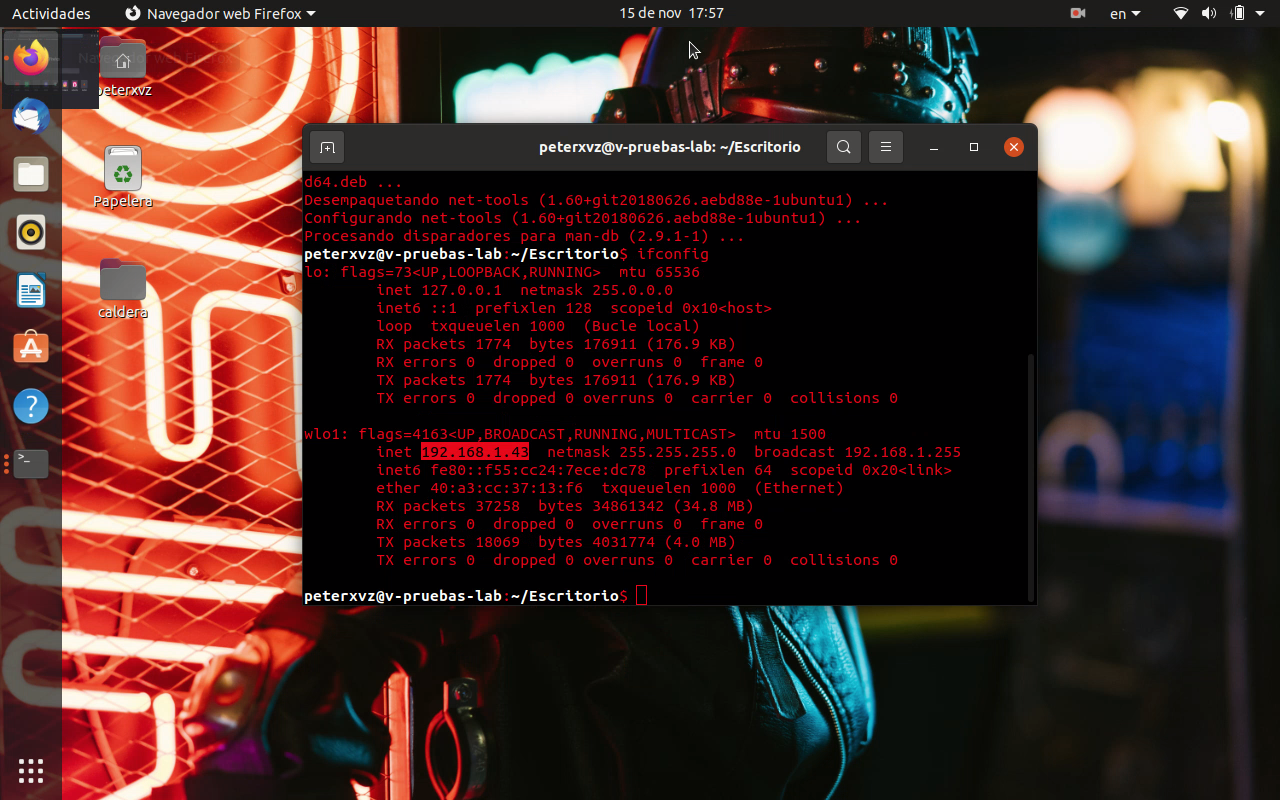 Actividades
Navegador web Firefox
15 de nov  17:57
en
peterxvz
Papelera
caldera
peterxvz@v-pruebas-lab: ~/Escritorio
d64.deb ...
Desempaquetando net-tools (1.60+git20180626.aebd88e-1ubuntu1) ...
Configurando net-tools (1.60+git20180626.aebd88e-1ubuntu1) ...
Procesando disparadores para man-db (2.9.1-1) ...
peterxvz@v-pruebas-lab:~/Escritorio$ ifconfig
lo: flags=73<UP,LOOPBACK,RUNNING>  mtu 65536
        inet 127.0.0.1  netmask 255.0.0.0
        inet6 ::1  prefixlen 128  scopeid 0x10<host>
        loop  txqueuelen 1000  (Bucle local)
        RX packets 1774  bytes 176911 (176.9 KB)
        RX errors 0  dropped 0  overruns 0  frame 0
        TX packets 1774  bytes 176911 (176.9 KB)
        TX errors 0  dropped 0 overruns 0  carrier 0  collisions 0
wlo1: flags=4163<UP,BROADCAST,RUNNING,MULTICAST>  mtu 1500
        inet 192.168.1.43  netmask 255.255.255.0  broadcast 192.168.1.255
        inet6 fe80::f55:cc24:7ece:dc78  prefixlen 64  scopeid 0x20<link>
        ether 40:a3:cc:37:13:f6  txqueuelen 1000  (Ethernet)
        RX packets 37258  bytes 34861342 (34.8 MB)
        RX errors 0  dropped 0  overruns 0  frame 0
        TX packets 18069  bytes 4031774 (4.0 MB)
        TX errors 0  dropped 0 overruns 0  carrier 0  collisions 0
peterxvz@v-pruebas-lab:~/Escritorio$